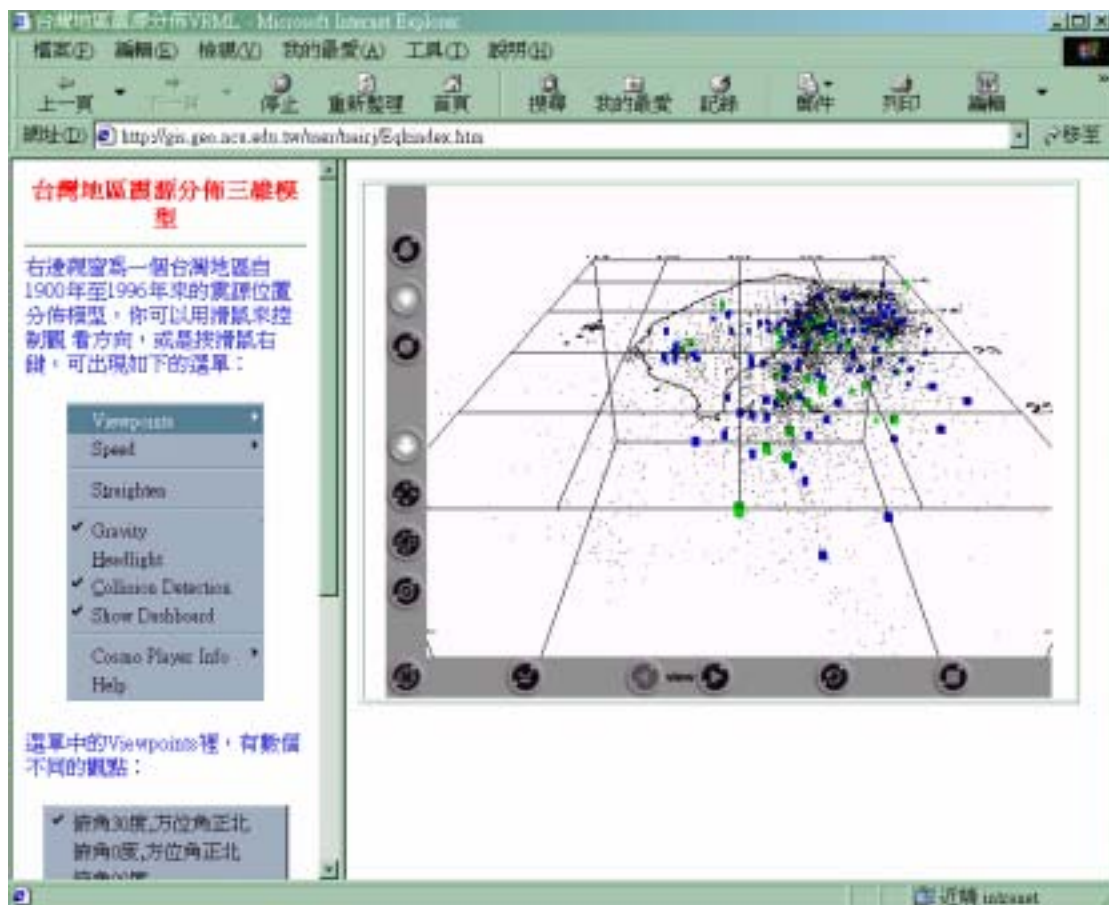 台灣地區震源分佈VRML - Microsoft Internet Explorer
檔案(F) 編輯(E) 檢視(V) 我的最愛(A) 工具(T) 說明(H)
上一頁 下一頁 停止 重新整理 首頁 搜尋 我的最愛 記錄 郵件 列印 編輯
網址(D) 移至
台灣地區震源分佈三維模
型
右邊視窗為一個台灣地區自
1900年至1996年來的震源位置
分佈模型，你可以用滑鼠來控
制觀 看方向，或是按滑鼠右
鍵，可出現如下的選單：
Viewpoints
Speed
Straighten
Gravity
Headlight
Collision Detection
Show Dashboard
Cosmo Player Info
Help
view
選單中的Viewpoints裡，有數個
不同的觀點：
俯角30度,方位角正北
俯角0度,方位角正北
近端 intranet